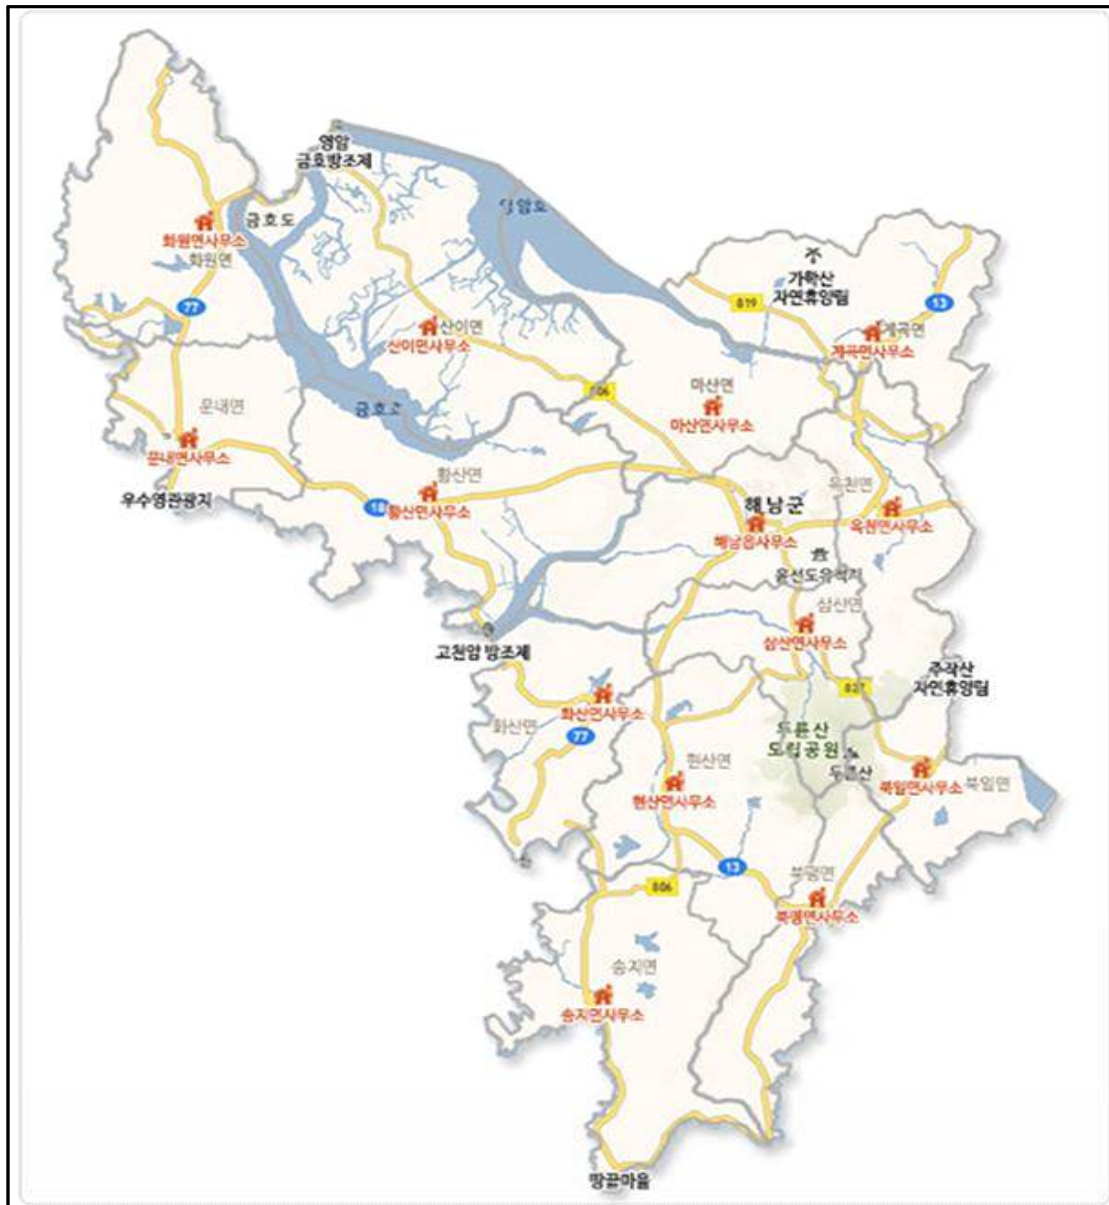 영암
금호방조제
영암호
금호도
화원면사무소
화원면
가학산
자연휴양림
819
13
77
산이면
산이면사무소
계곡면
계곡면사무소
마산면
806
마산면사무소
문내면
금호호
문내면사무소
황산면
우수영관광지
18
황산면사무소
해남군
옥천면
옥천면사무소
해남읍사무소
윤선도유적지
삼산면
삼산면사무소
고천암 방조제
주작산
자연휴양림
827
화산면사무소
화산면
77
두륜산
도립공원
현산면
두륜산
북일면사무소
북일면
현산면사무소
13
북평면
806
북평면사무소
송지면
송지면사무소
땅끝마을